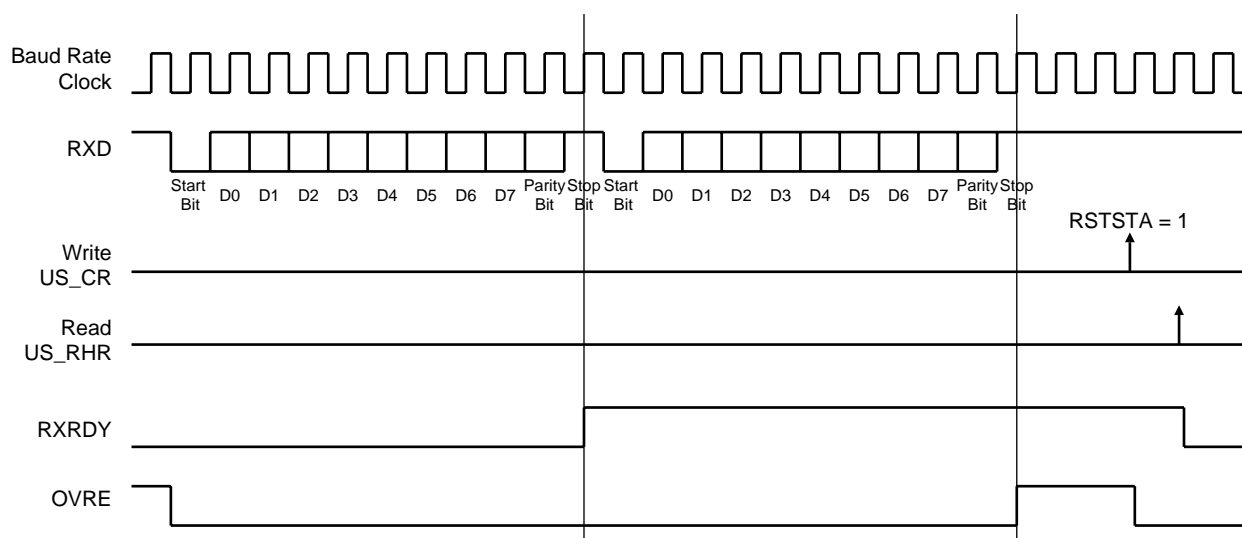 Baud Rate
Clock
RXD
Start
Bit
D0
D1
D2
D3
D4
D5
D6
D7
Parity
Bit
Stop
Bit
Start
Bit
D0
D1
D2
D3
D4
D5
D6
D7
Parity
Bit
Stop
Bit
RSTSTA = 1
Write
US_CR
Read
US_RHR
RXRDY
OVRE